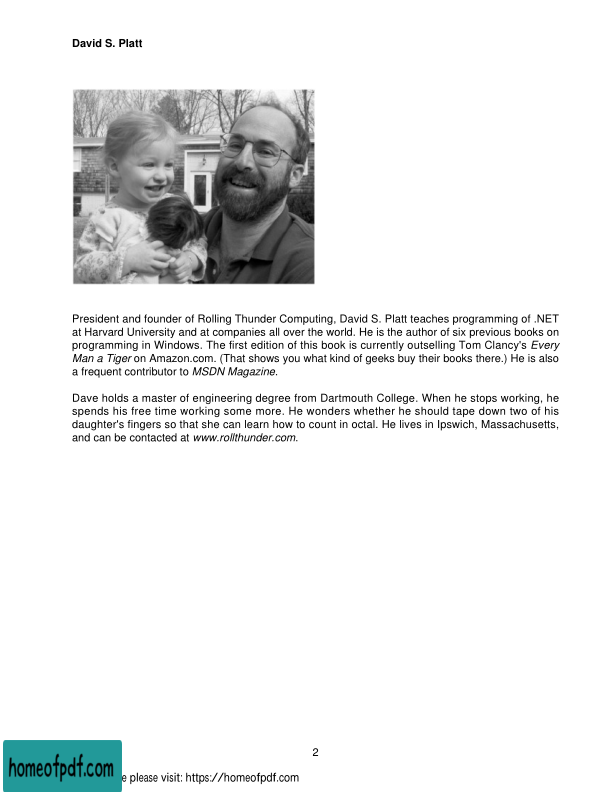 David S. Platt
President and founder of Rolling Thunder Computing, David S. Platt teaches programming of .NET
at Harvard University and at companies all over the world. He is the author of six previous books on
programming in Windows. The first edition of this book is currently outselling Tom Clancy's Every
Man a Tiger on Amazon.com. (That shows you what kind of geeks buy their books there.) He is also
a frequent contributor to MSDN Magazine.
Dave holds a master of engineering degree from Dartmouth College. When he stops working, he
spends his free time working some more. He wonders whether he should tape down two of his
daughter's fingers so that she can learn how to count in octal. He lives in Ipswich, Massachusetts,
and can be contacted at www.rollthunder.com.
2
homeofpdf.com
e please visit: https://homeofpdf.com